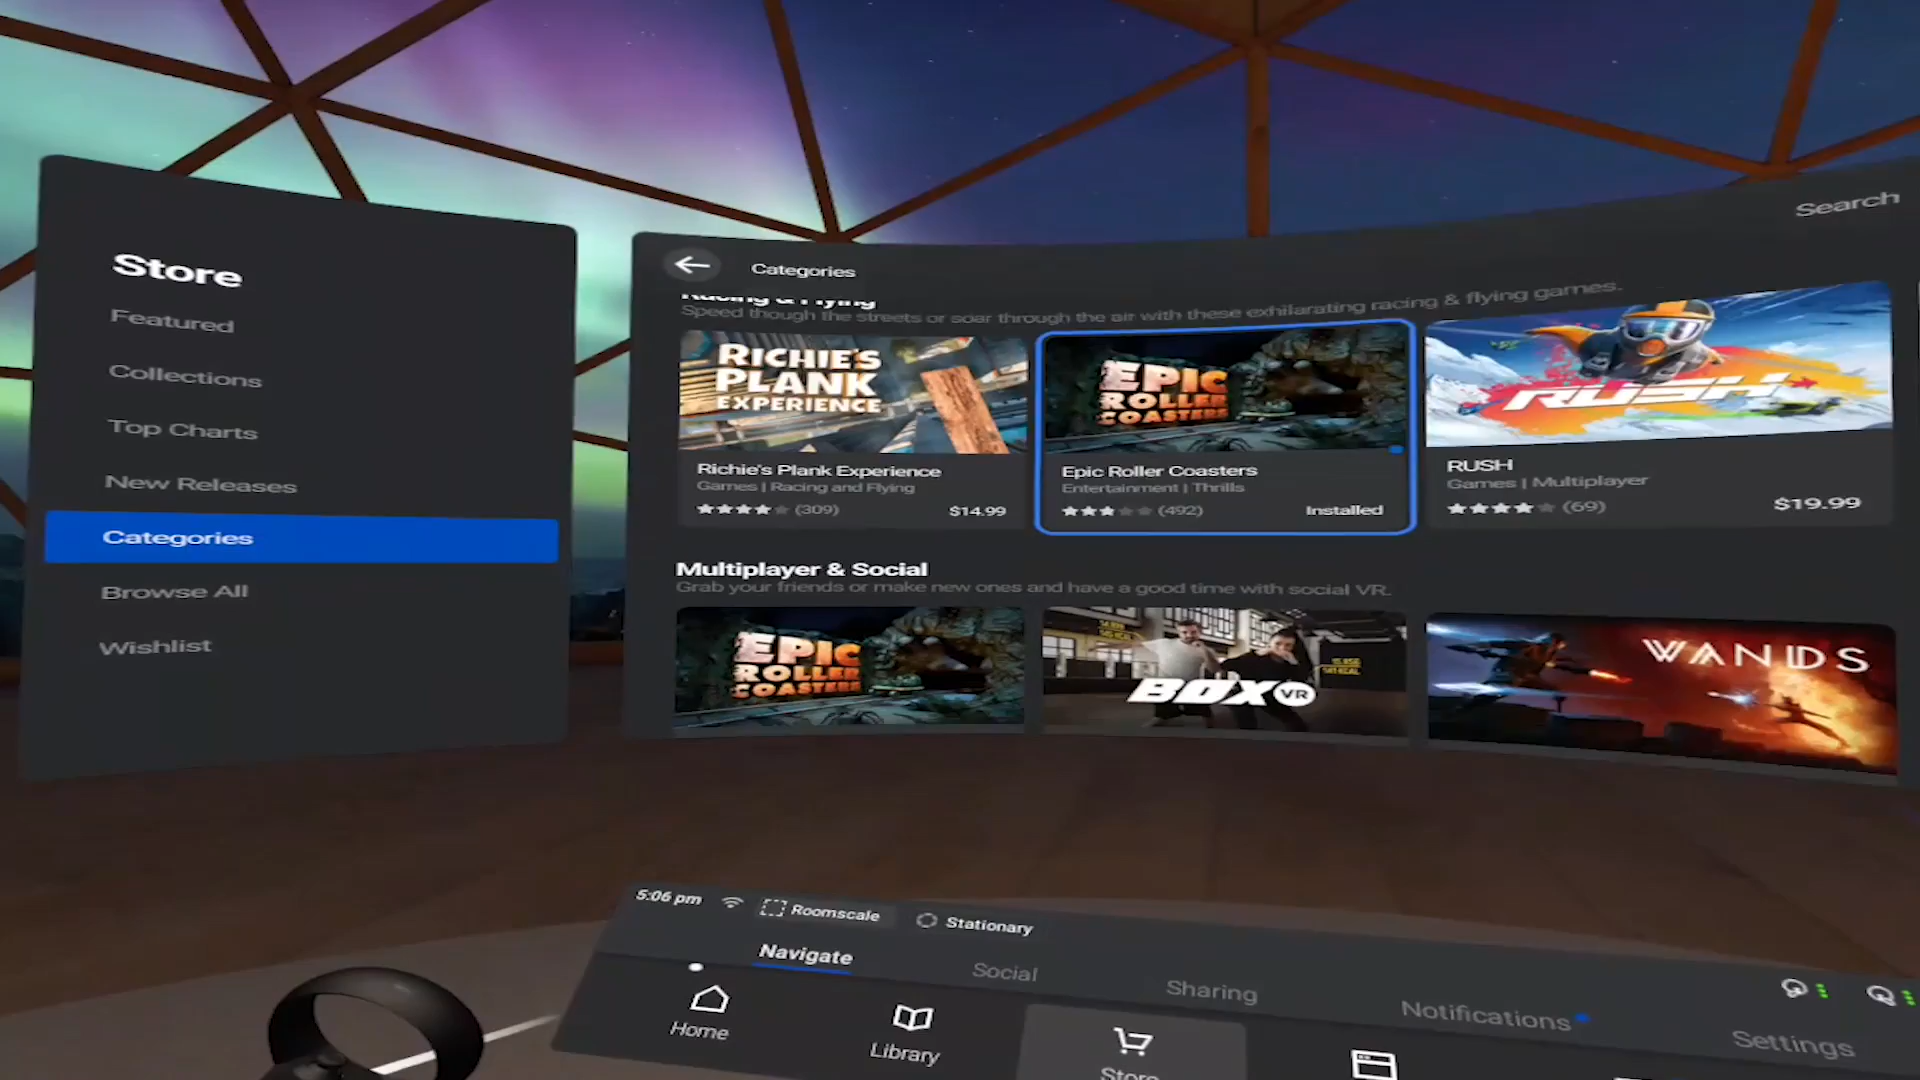 Search
Store
Featured
Collections
Top Charts
New Releases
Categories
Browse All
Wishlist
Categories
Racing & Flying
Speed though the streets or soar through the air with these exhilarating racing & flying games.
RICHIE'S
PLANK
EXPERIENCE
EPIC
ROLLER
COASTERS
RUSH
Richie's Plank Experience
Games | Racing and Flying
(309)
$14.99
Epic Roller Coasters
Entertainment | Thrills
(492)
Installed
RUSH
Games | Multiplayer
(69)
$19.99
Multiplayer & Social
Grab your friends or make new ones and have a good time with social VR.
EPIC
ROLLER
COASTERS
BOX VR
WANDS
5:06 pm
Roomscale
Stationary
Navigate
Social
Sharing
Notifications
Settings
Home
Library
Store